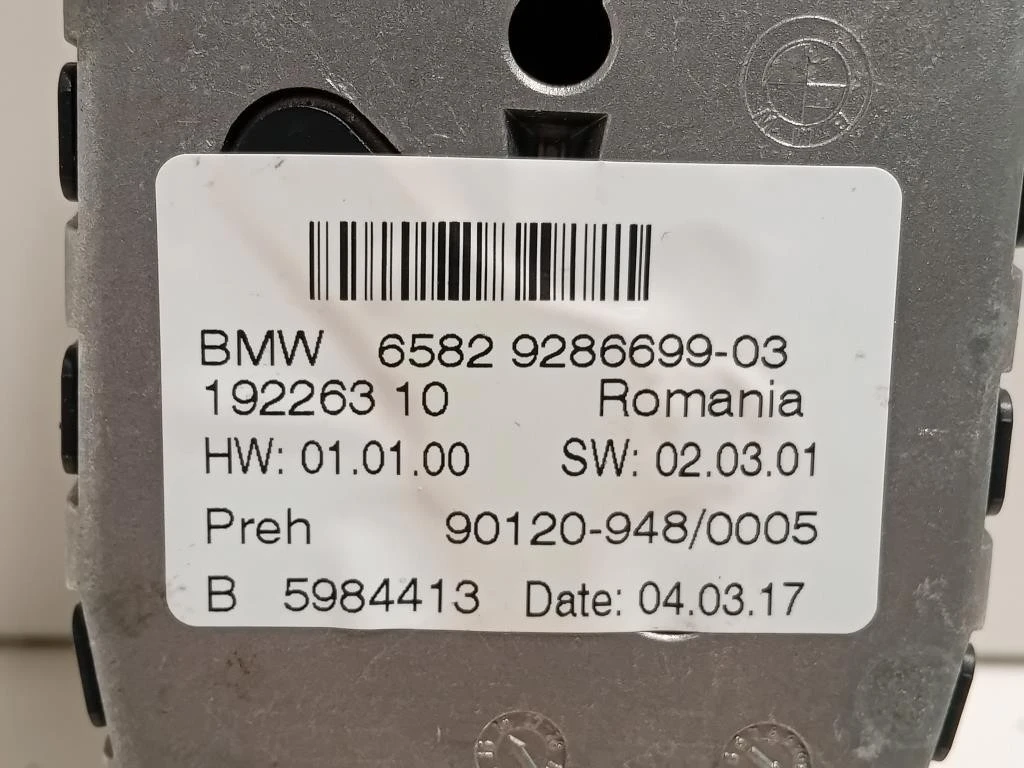 BMW 6582 9286699-03
192263 10 Romania
HW: 01.01.00 SW: 02.03.01
Preh 90120-948/0005
B 5984413 Date: 04.03.17